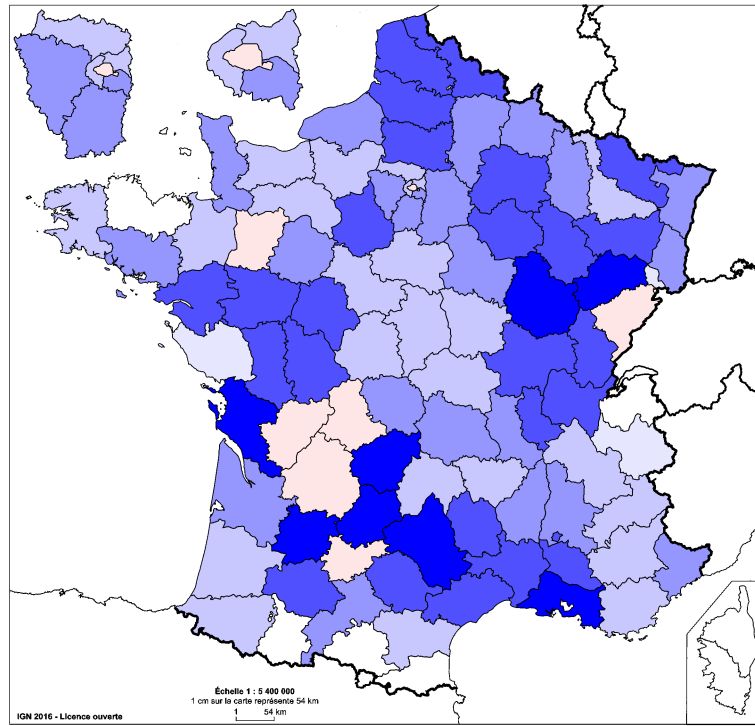 Échelle 1 : 5 400 000
1 cm sur la carte représente 54 km
1 54 km
IGN 2016 - Licence ouverte